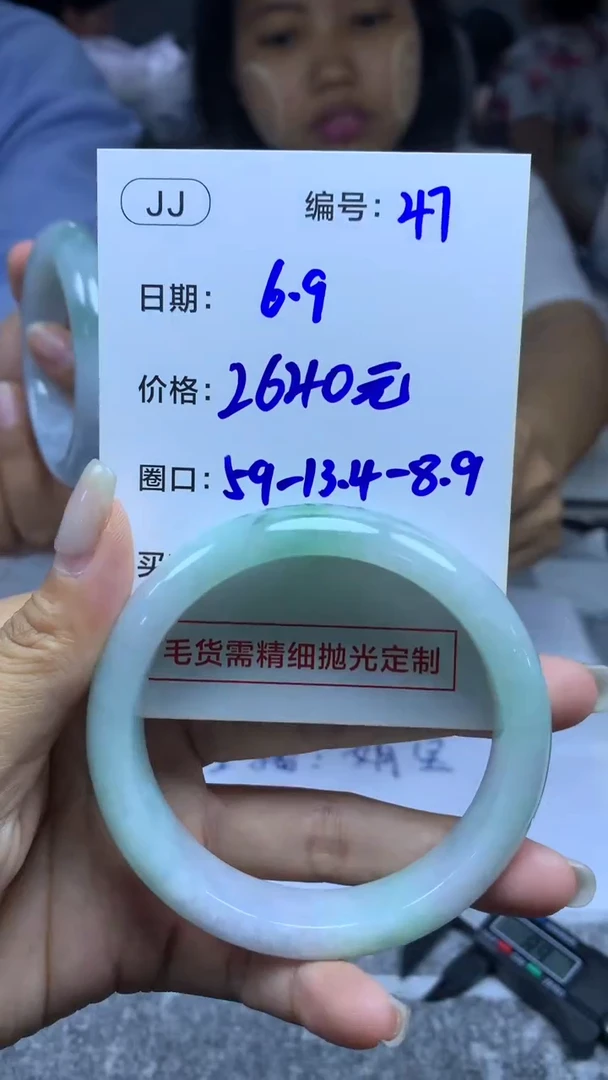 JJ 编号: 47
日期: 6.9
价格: 2640元
圈口: 59-13.4-8.9
买
毛货需精细抛光定制